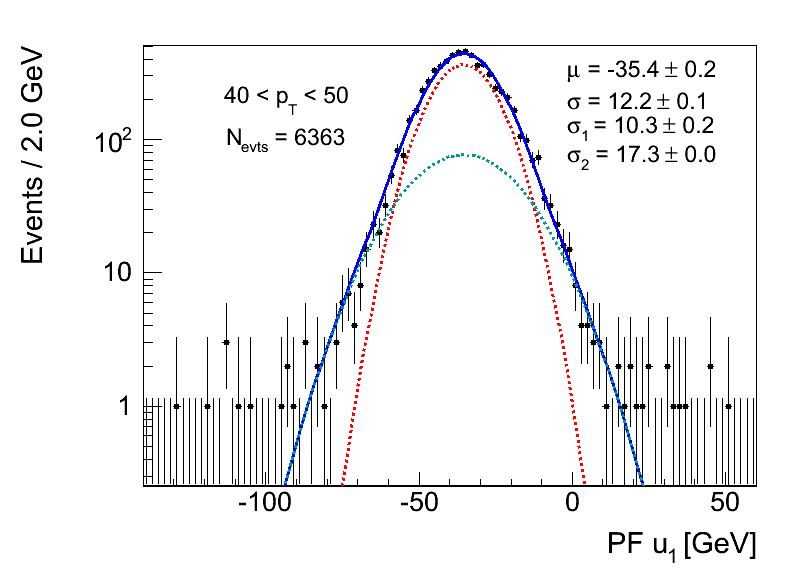 Events / 2.0 GeV
40 < p_T < 50
N_evts = 6363
μ = -35.4 ± 0.2
σ = 12.2 ± 0.1
σ_1 = 10.3 ± 0.2
σ_2 = 17.3 ± 0.0
10^2
10
1
-100 -50 0 50
PF u_1 [GeV]